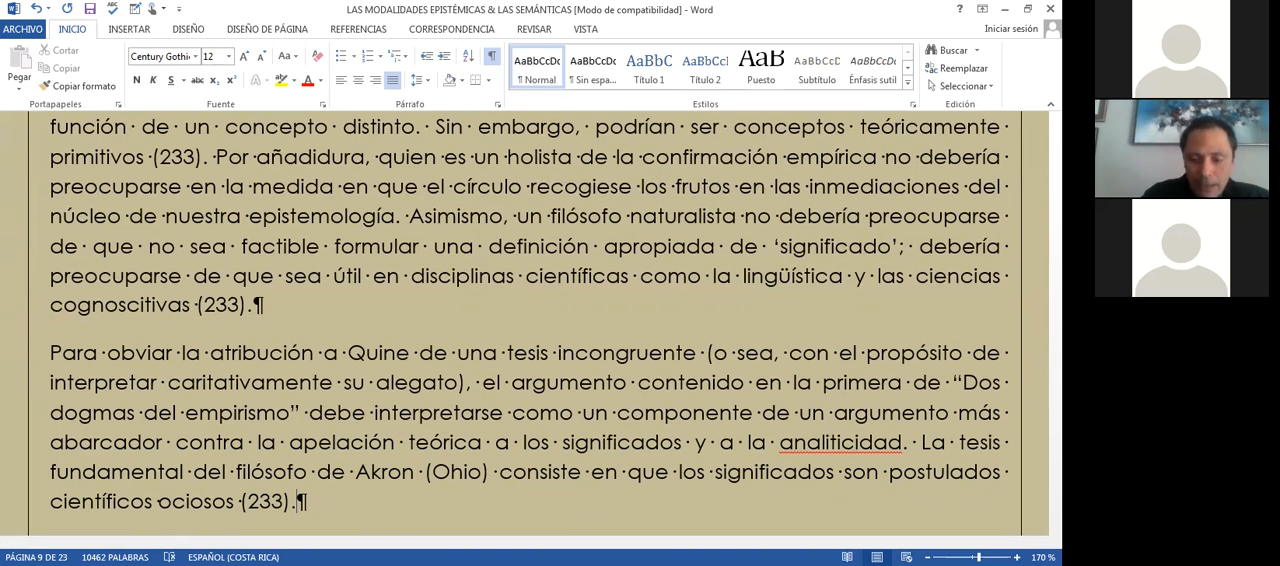 LAS MODALIDADES EPISTÉMICAS & LAS SEMÁNTICAS [Modo de compatibilidad] - Word
ARCHIVO INICIO INSERTAR DISEÑO DISEÑO DE PÁGINA REFERENCIAS CORRESPONDENCIA REVISAR VISTA Iniciar sesión
Pegar
Cortar
Copiar
Copiar formato
Portapapeles
Century Gothi 12
Aa
N K S abc x₂ x²
Fuente
Párrafo
AaBbCcDc AaBbCcDc AaBbC AaBbCcl AaB AaBbCcD AaBbCcDc
¶ Normal ¶ Sin espa... Título 1 Título 2 Puesto Subtítulo Énfasis sutil
Estilos
Buscar
Reemplazar
Seleccionar
Edición
función de un concepto distinto. Sin embargo, podrían ser conceptos teóricamente
primitivos (233). Por añadidura, quien es un holista de la confirmación empírica no debería
preocuparse en la medida en que el círculo recogiese los frutos en las inmediaciones del
núcleo de nuestra epistemología. Asimismo, un filósofo naturalista no debería preocuparse
de que no sea factible formular una definición apropiada de ‘significado’; debería
preocuparse de que sea útil en disciplinas científicas como la lingüística y las ciencias
cognoscitivas (233).¶
Para obviar la atribución a Quine de una tesis incongruente (o sea, con el propósito de
interpretar caritativamente su alegato), el argumento contenido en la primera de “Dos
dogmas del empirismo” debe interpretarse como un componente de un argumento más
abarcador contra la apelación teórica a los significados y a la analiticidad. La tesis
fundamental del filósofo de Akron (Ohio) consiste en que los significados son postulados
científicos ociosos (233).¶
PÁGINA 9 DE 23 10462 PALABRAS ESPAÑOL (COSTA RICA) 170 %